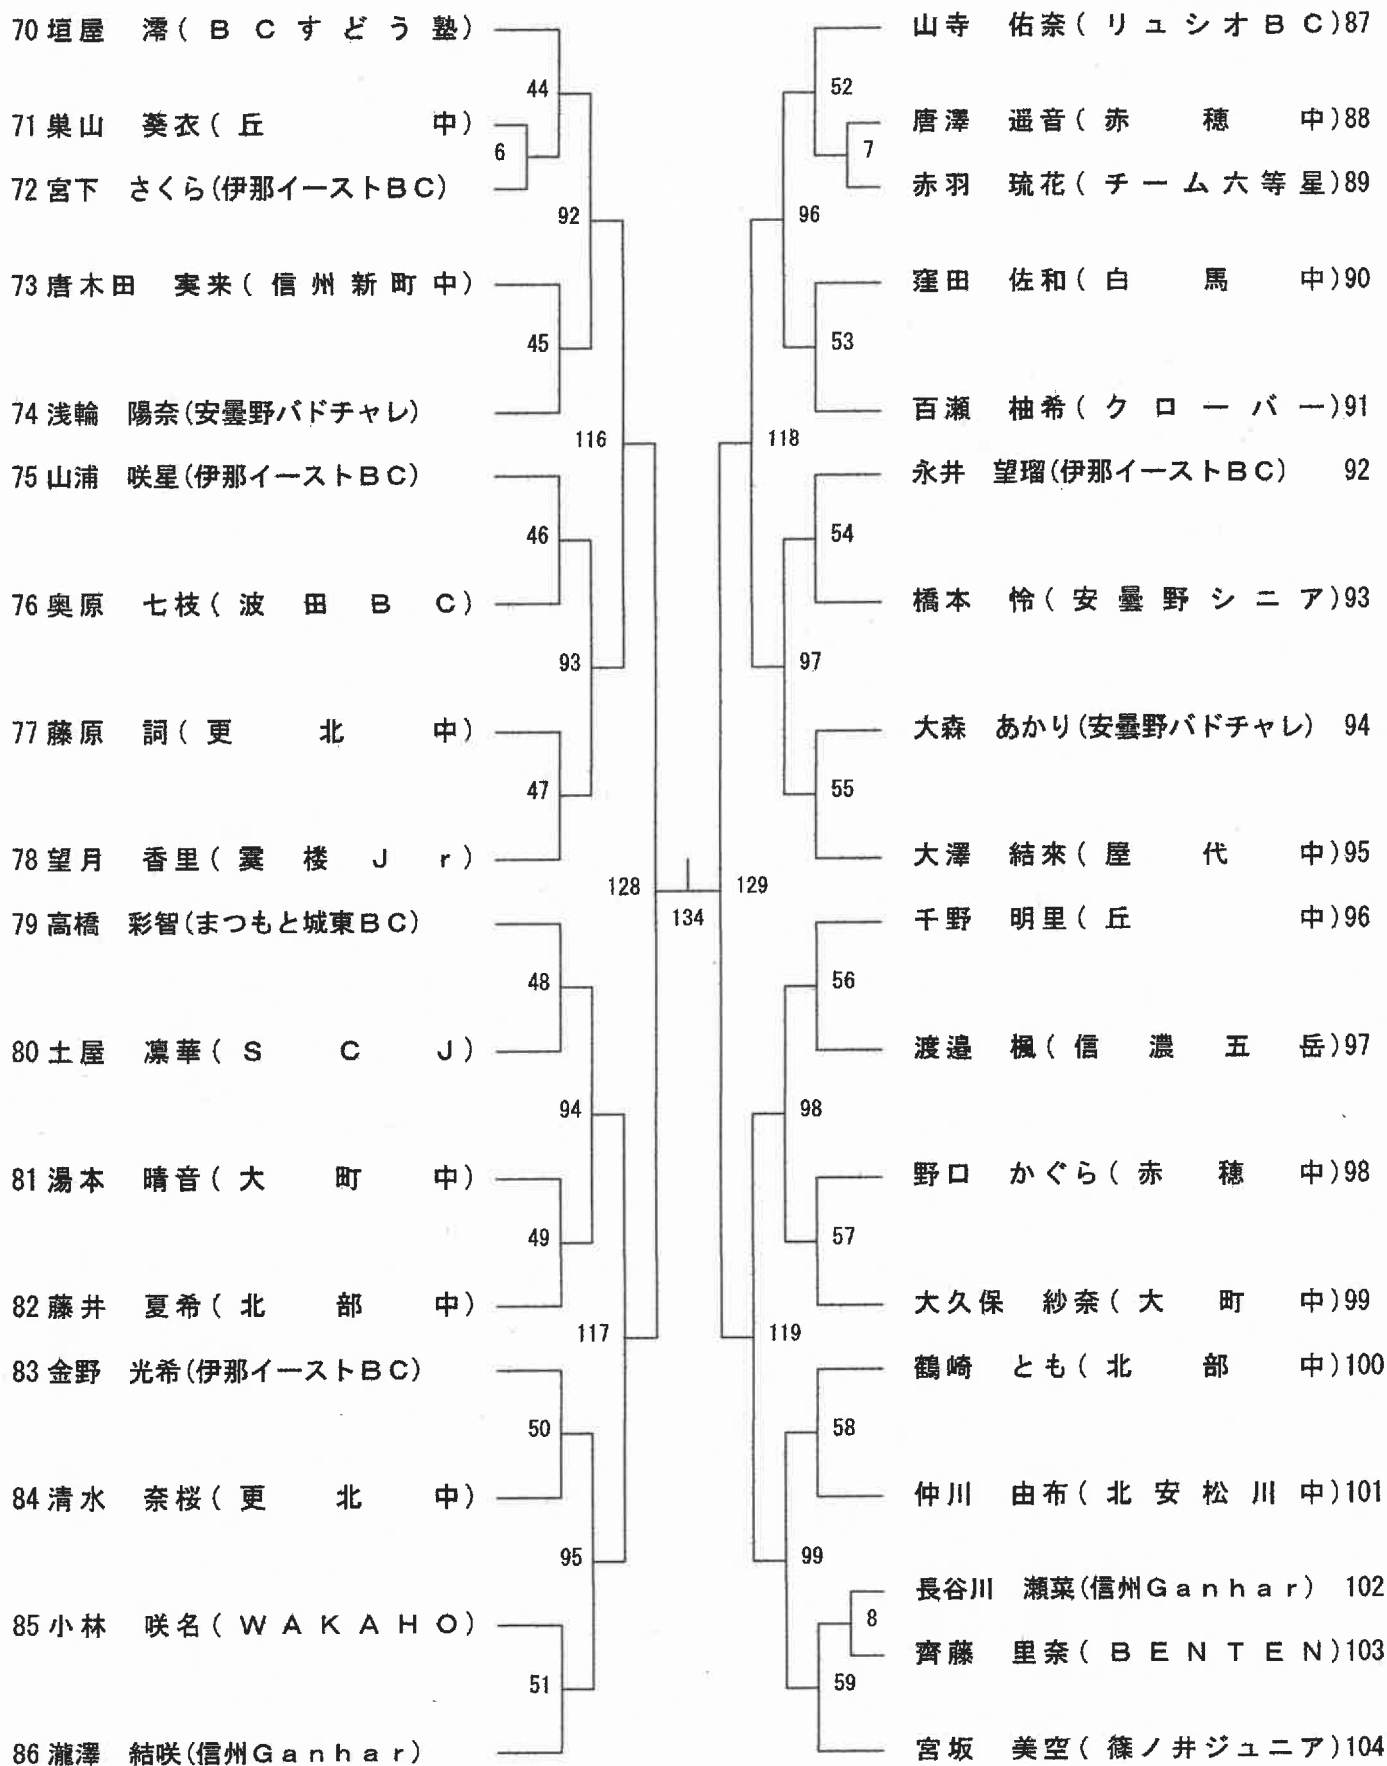 70 垣屋 澪(BCすどう塾)
44
71 巣山 葵衣(丘中)
6
72 宮下 さくら(伊那イーストBC)
92
73 唐木田 実来(信州新町中)
45
74 浅輪 陽奈(安曇野バドチャレ)
116
75 山浦 咲星(伊那イーストBC)
46
76 奥原 七枝(波田BC)
93
77 藤原 詞(更北中)
47
78 望月 香里(糞楼Jr)
128
79 高橋 彩智(まつもと城東BC)
48
80 土屋 凛華(SCJ)
94
81 湯本 晴音(大町中)
49
82 藤井 夏希(北部中)
117
83 金野 光希(伊那イーストBC)
50
84 清水 奈桜(更北中)
95
85 小林 咲名(WAKAHO)
51
86 瀧澤 結咲(信州Ganhar)
134
山寺 佑奈(リュシオBC)87
52
唐澤 遥音(赤穂中)88
7
赤羽 琉花(チーム六等星)89
96
窪田 佐和(白馬中)90
53
百瀬 柚希(クローバー)91
118
永井 望瑠(伊那イーストBC) 92
54
橋本 怜(安曇野シニア)93
97
大森 あかり(安曇野バドチャレ) 94
55
大澤 結來(屋代中)95
129
千野 明里(丘中)96
56
渡邉 楓(信濃五岳)97
98
野口 かぐら(赤穂中)98
57
大久保 紗奈(大町中)99
119
鶴崎 とも(北部中)100
58
仲川 由布(北安松川中)101
99
長谷川 瀬菜(信州Ganhar) 102
8
齊藤 里奈(BENTEN)103
59
宮坂 美空(篠ノ井ジュニア)104